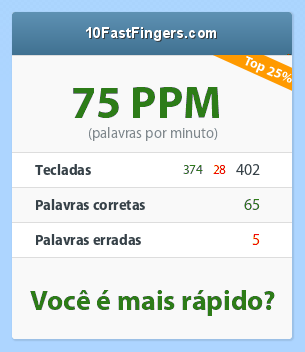 10FastFingers.com
Top 25%
75 PPM
(palavras por minuto)
Tecladas 374 28 402
Palavras corretas 65
Palavras erradas 5
Você é mais rápido?